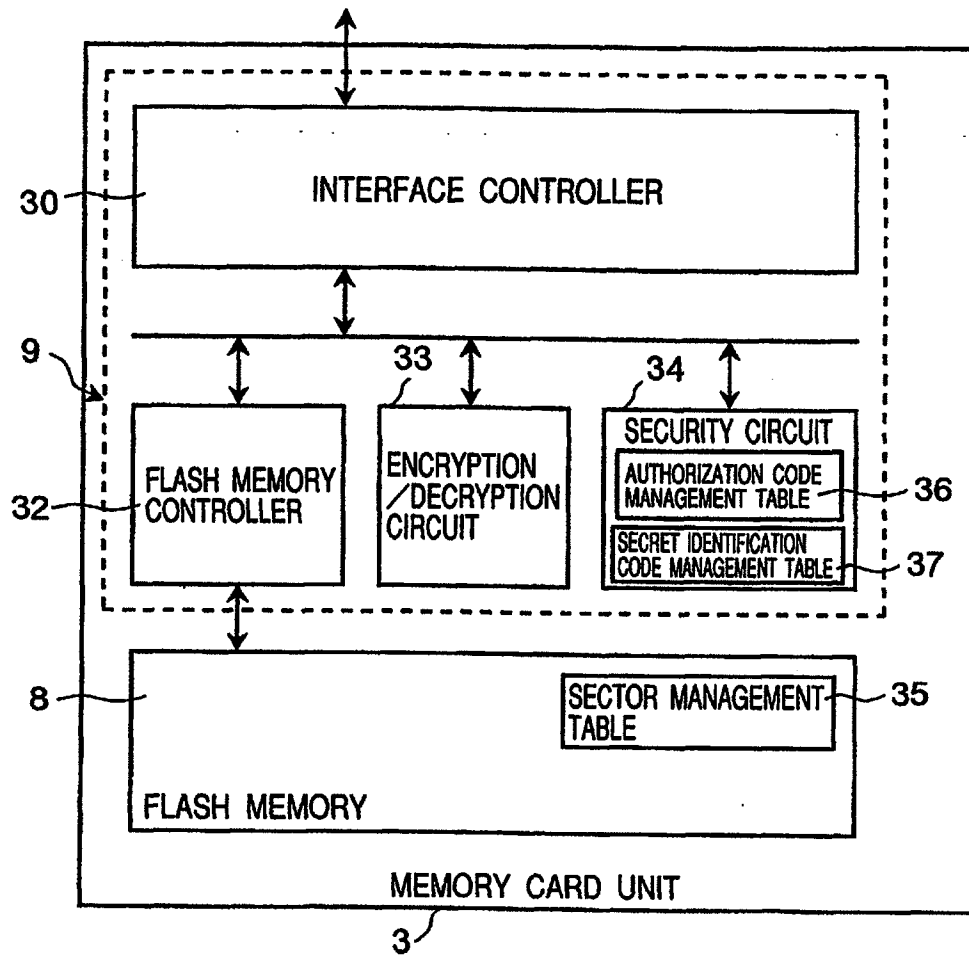 30
INTERFACE CONTROLLER
9
33
34
32
FLASH MEMORY
CONTROLLER
ENCRYPTION
/DECRYPTION
CIRCUIT
SECURITY CIRCUIT
AUTHORIZATION CODE
MANAGEMENT TABLE
36
SECRET IDENTIFICATION
CODE MANAGEMENT TABLE
37
8
SECTOR MANAGEMENT
TABLE
35
FLASH MEMORY
MEMORY CARD UNIT
3